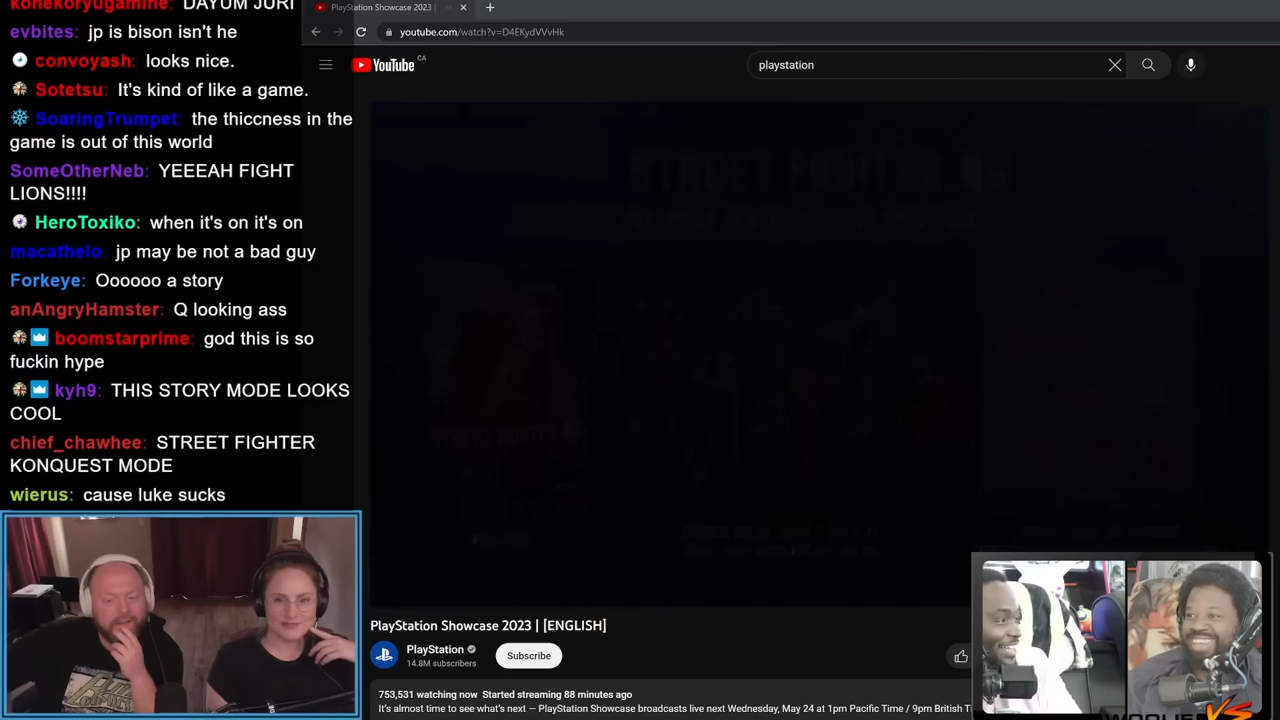 konekoryugamine: DAYUM JURI
evbites: jp is bison isn't he
convoyash: looks nice.
Sotetsu: It's kind of like a game.
SoaringTrumpet: the thiccness in the
game is out of this world
SomeOtherNeb: YEEEAH FIGHT
LIONS!!!!
HeroToxiko: when it's on it's on
macathelo: jp may be not a bad guy
Forkeye: Oooooo a story
anAngryHamster: Q looking ass
boomstarprime: god this is so
fuckin hype
kyh9: THIS STORY MODE LOOKS
COOL
chief_chawhee: STREET FIGHTER
KONQUEST MODE
wierus: cause luke sucks
PlayStation Showcase 2023 |
youtube.com/watch?v=D4EKydVVvHk
YouTube CA
playstation
STREET FIGHTER 6
PlayStation Showcase 2023 | [ENGLISH]
PlayStation
14.8M subscribers
Subscribe
753,531 watching now Started streaming 88 minutes ago
It's almost time to see what's next — PlayStation Showcase broadcasts live next Wednesday, May 24 at 1pm Pacific Time / 9pm British T
WOOLIE VS